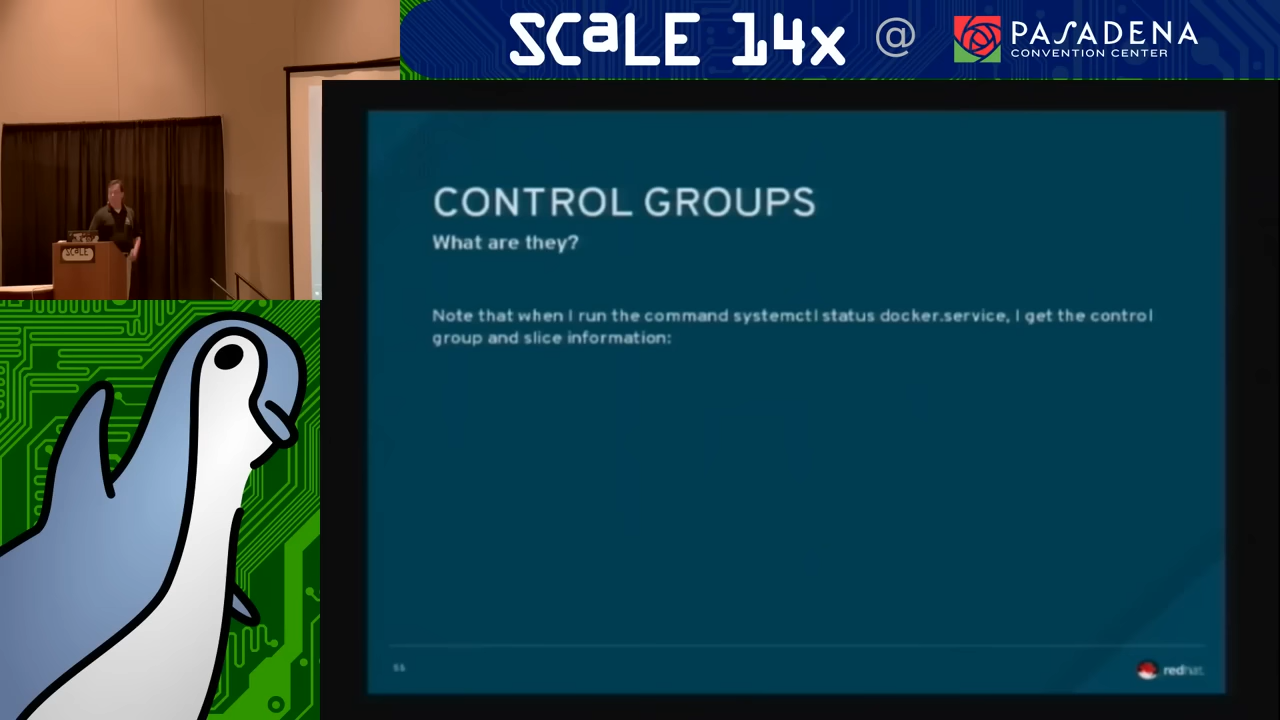 SCALE 14x @ PASADENA
CONVENTION CENTER
SCALE
CONTROL GROUPS
What are they?
Note that when I run the command systemctl status docker.service, I get the control
group and slice information:
redhat